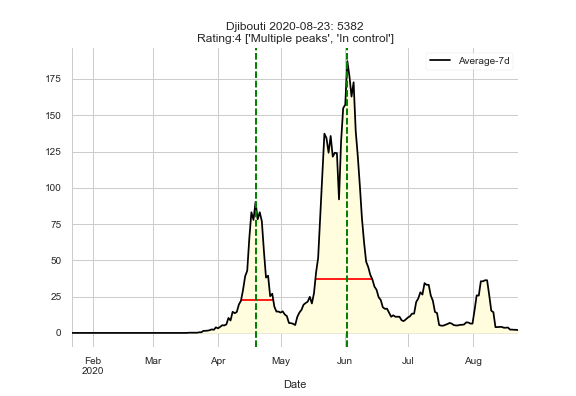 Djibouti 2020-08-23: 5382
Rating:4 ['Multiple peaks', 'In control']
Average-7d
175
150
125
100
75
50
25
0
Feb Mar Apr May Jun Jul Aug
2020
Date